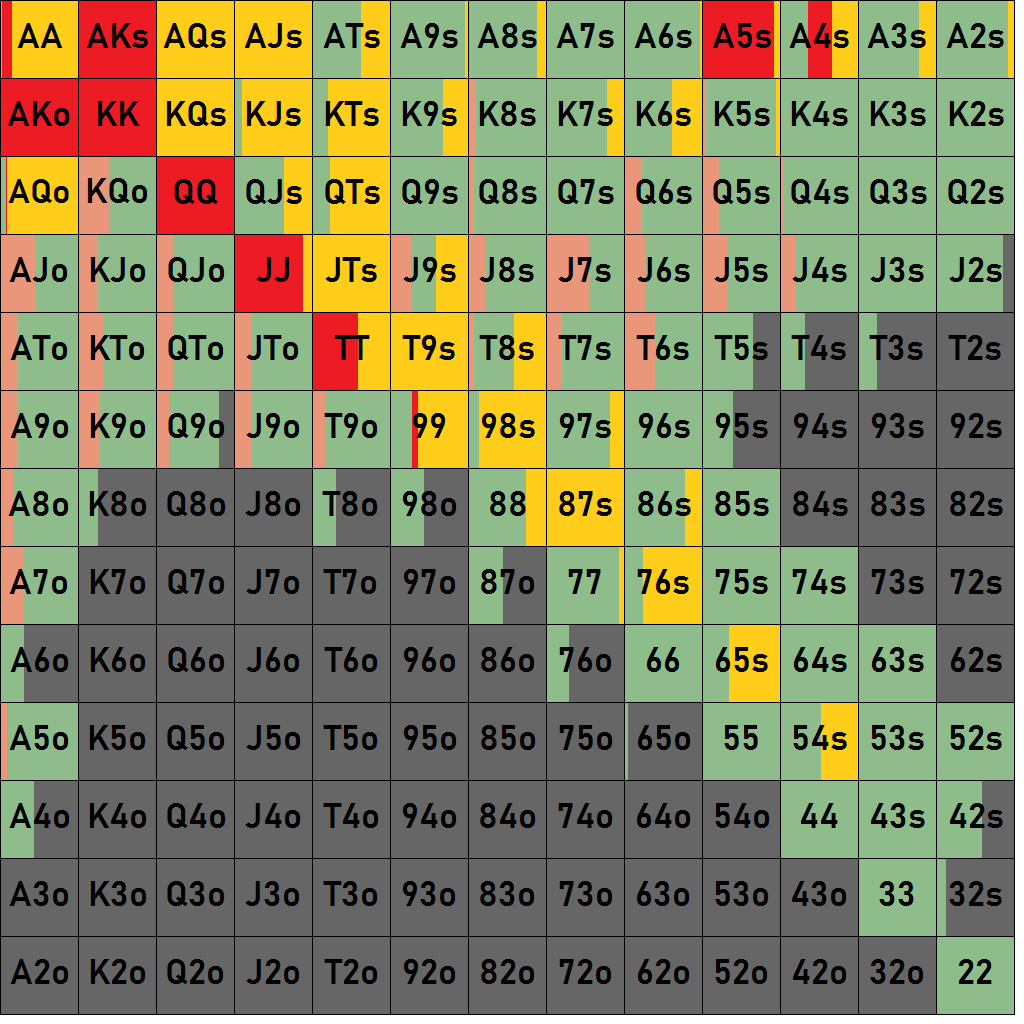 AA AKs AQs AJs ATs A9s A8s A7s A6s A5s A4s A3s A2s
AKo KK KQs KJs KTs K9s K8s K7s K6s K5s K4s K3s K2s
AQo KQo QQ QJs QTs Q9s Q8s Q7s Q6s Q5s Q4s Q3s Q2s
AJo KJo QJo JJ JTs J9s J8s J7s J6s J5s J4s J3s J2s
ATo KTo QTo JTo TT T9s T8s T7s T6s T5s T4s T3s T2s
A9o K9o Q9o J9o T9o 99 98s 97s 96s 95s 94s 93s 92s
A8o K8o Q8o J8o T8o 98o 88 87s 86s 85s 84s 83s 82s
A7o K7o Q7o J7o T7o 97o 87o 77 76s 75s 74s 73s 72s
A6o K6o Q6o J6o T6o 96o 86o 76o 66 65s 64s 63s 62s
A5o K5o Q5o J5o T5o 95o 85o 75o 65o 55 54s 53s 52s
A4o K4o Q4o J4o T4o 94o 84o 74o 64o 54o 44 43s 42s
A3o K3o Q3o J3o T3o 93o 83o 73o 63o 53o 43o 33 32s
A2o K2o Q2o J2o T2o 92o 82o 72o 62o 52o 42o 32o 22